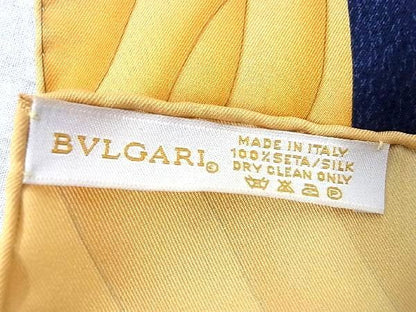 BVLGARI©
MADE IN ITALY
100%SETA/SILK
DRY CLEAN ONLY